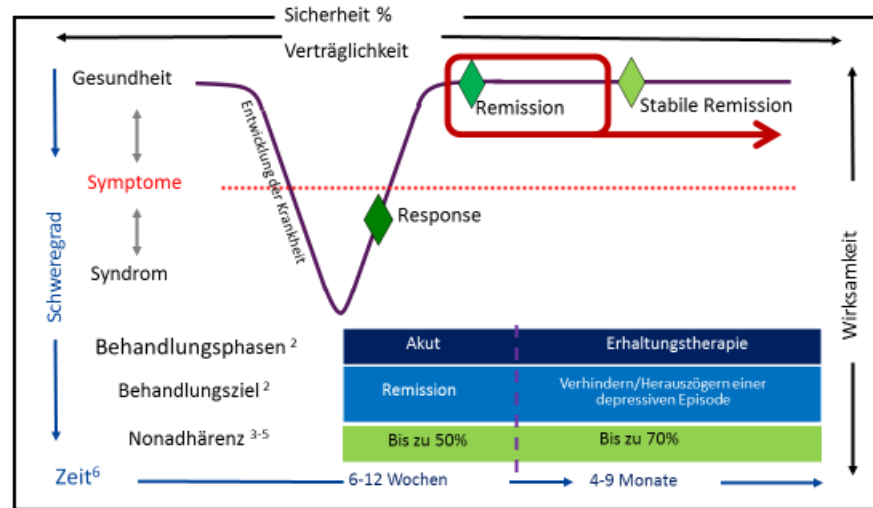 Sicherheit %
Verträglichkeit
Gesundheit
Remission
Stabile Remission
Entwicklung der Krankheit
Symptome
Response
Schweregrad
Syndrom
Wirksamkeit
Behandlungsphasen 2
Akut
Erhaltungstherapie
Behandlungsziel 2
Remission
Verhindern/Herauszögern einer
depressiven Episode
Nonadhärenz 3-5
Bis zu 50%
Bis zu 70%
Zeit6
6-12 Wochen
4-9 Monate